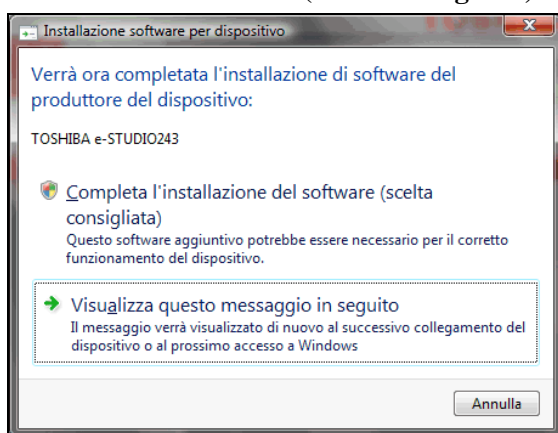 Installazione software per dispositivo
Verrà ora completata l'installazione di software del
produttore del dispositivo:
TOSHIBA e-STUDIO243
Completa l'installazione del software (scelta
consigliata)
Questo software aggiuntivo potrebbe essere necessario per il corretto
funzionamento del dispositivo.
Visualizza questo messaggio in seguito
Il messaggio verrà visualizzato di nuovo al successivo collegamento del
dispositivo o al prossimo accesso a Windows
Annulla